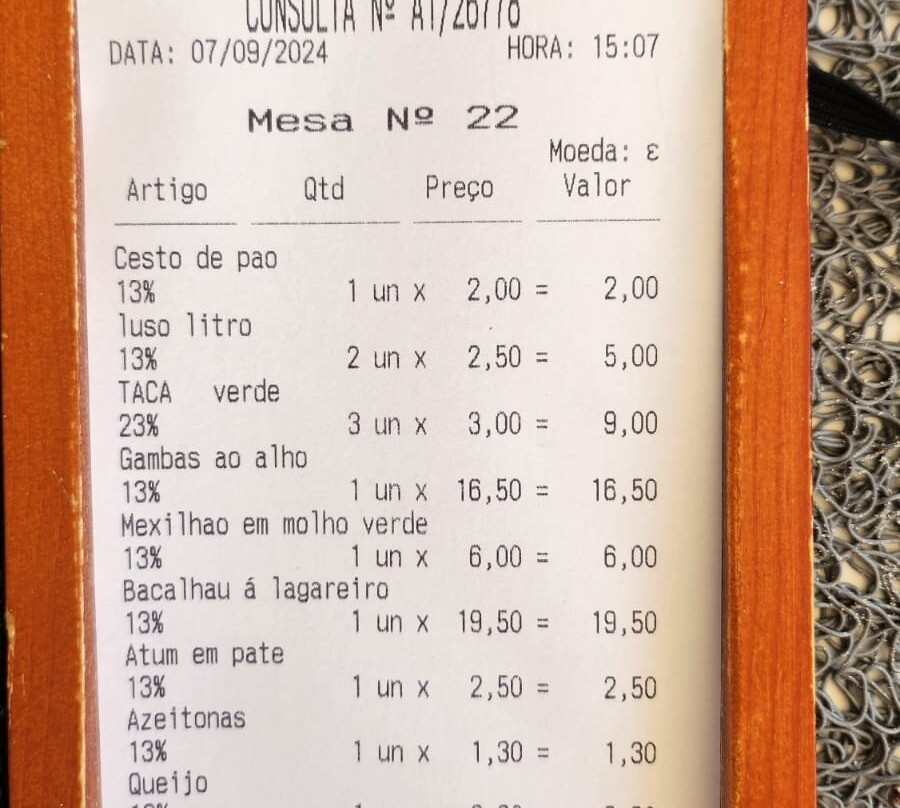 CONSULTA Nº A1/26778
DATA: 07/09/2024 HORA: 15:07
Mesa Nº 22
Moeda: ε
Artigo Qtd Preço Valor
Cesto de pao
13% 1 un x 2,00 = 2,00
luso litro
13% 2 un x 2,50 = 5,00
TACA verde
23% 3 un x 3,00 = 9,00
Gambas ao alho
13% 1 un x 16,50 = 16,50
Mexilhao em molho verde
13% 1 un x 6,00 = 6,00
Bacalhau á lagareiro
13% 1 un x 19,50 = 19,50
Atum em pate
13% 1 un x 2,50 = 2,50
Azeitonas
13% 1 un x 1,30 = 1,30
Queijo